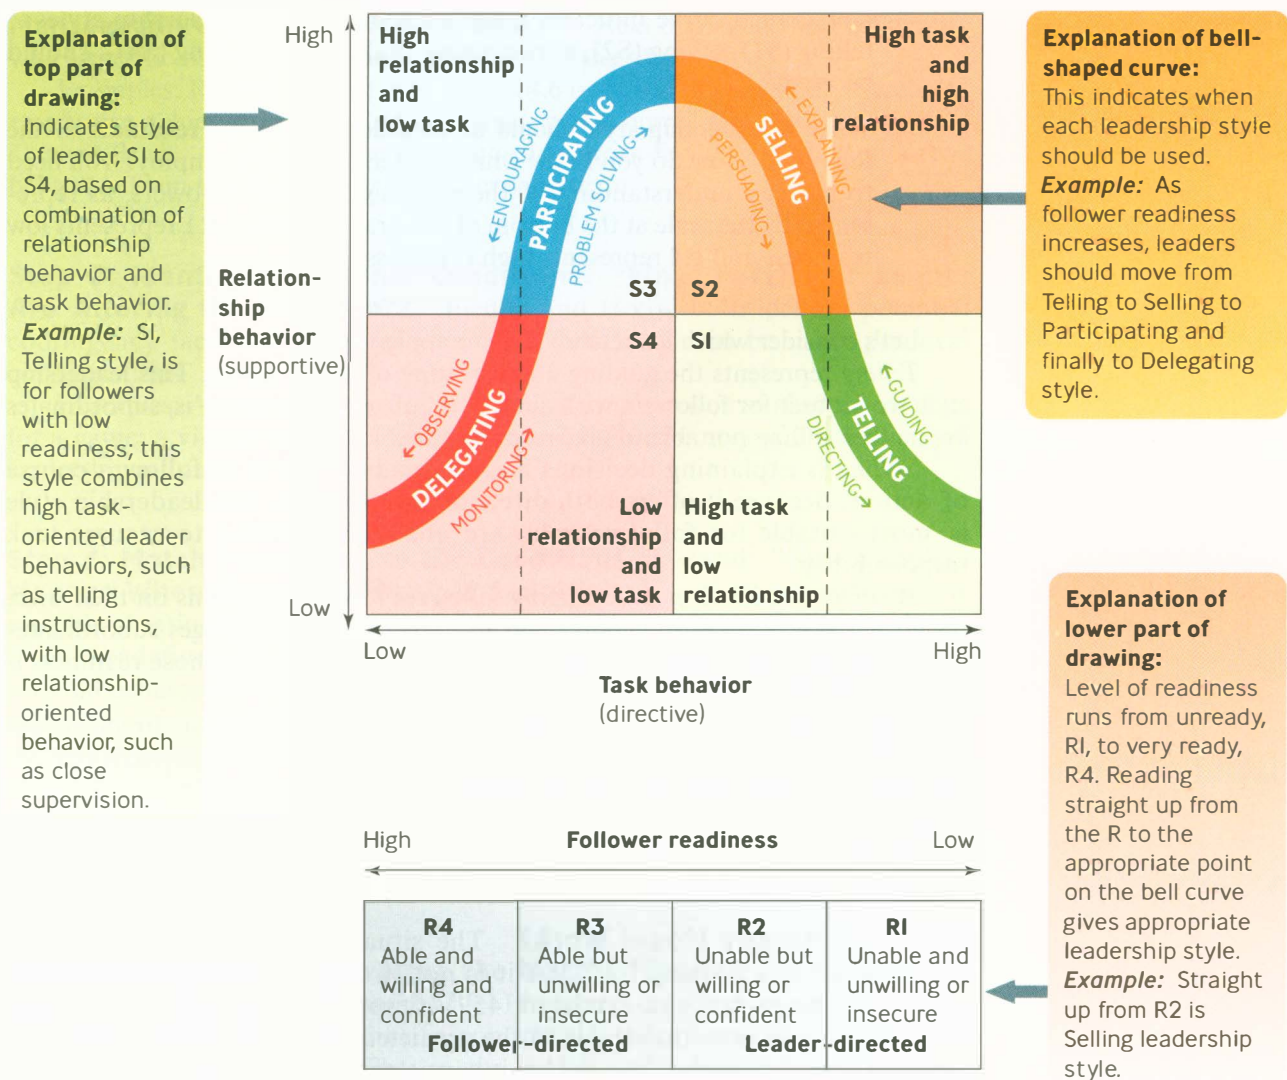 Explanation of
top part of
drawing:
Indicates style
of leader, SI to
S4, based on
combination of
relationship
behavior and
task behavior.
Example: SI,
Telling style, is
for followers
with low
readiness; this
style combines
high task-
oriented leader
behaviors, such
as telling
instructions,
with low
relationship-
oriented
behavior, such
as close
supervision.
High
Relation-
ship
behavior
(supportive)
Low
High
relationship
and
low task
High task
and
high
relationship
←ENCOURAGING
PARTICIPATING
PROBLEM SOLVING→
←EXPLAINING
SELLING
PERSUADING→
S3
S2
S4
SI
←OBSERVING
DELEGATING
MONITORING→
←GUIDING
TELLING
DIRECTING→
Low
relationship
and
low task
High task
and
low
relationship
Low
High
Task behavior
(directive)
High
Follower readiness
Low
R4
Able and
willing and
confident
R3
Able but
unwilling or
insecure
R2
Unable but
willing or
confident
RI
Unable and
unwilling or
insecure
Follower-directed
Leader-directed
Explanation of bell-
shaped curve:
This indicates when
each leadership style
should be used.
Example: As
follower readiness
increases, leaders
should move from
Telling to Selling to
Participating and
finally to Delegating
style.
Explanation of
lower part of
drawing:
Level of readiness
runs from unready,
RI, to very ready,
R4. Reading
straight up from
the R to the
appropriate point
on the bell curve
gives appropriate
leadership style.
Example: Straight
up from R2 is
Selling leadership
style.